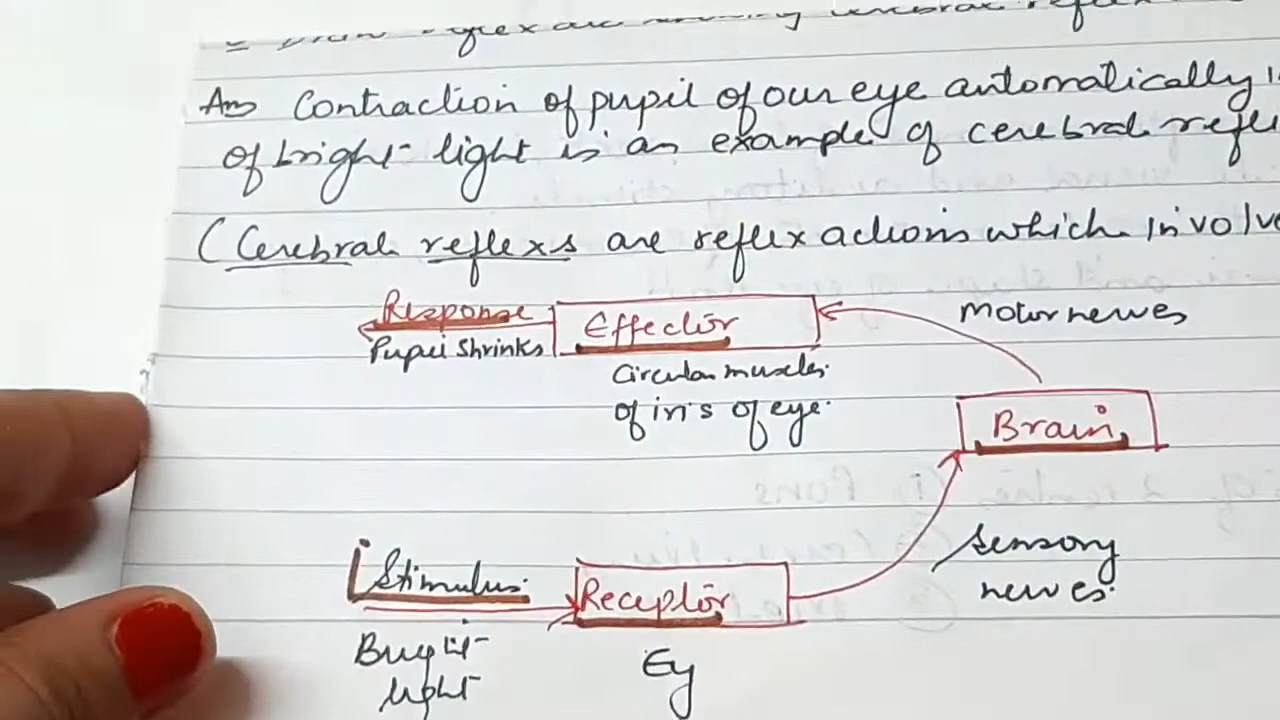 Ans Contraction of pupil of our eye automatically in
of bright light is an example of cerebral refle
(Cerebral reflexs are reflex actions which involve
Response
Pupil Shrinks
Effector
Circular muscles
of iris of eye.
Motor nerves
Brain
Stimulus
Bright
light
Receptor
Ey
Sensory
nerves.